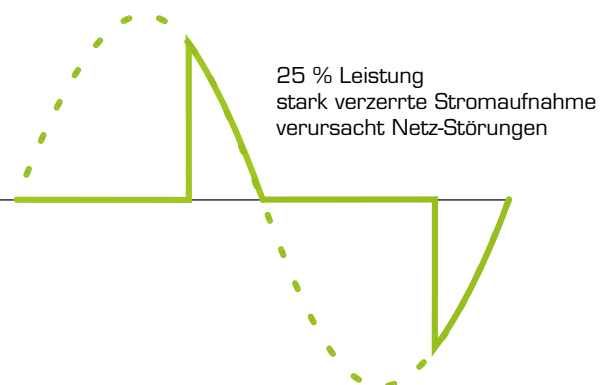 25 % Leistung
stark verzerrte Stromaufnahme
verursacht Netz-Störungen